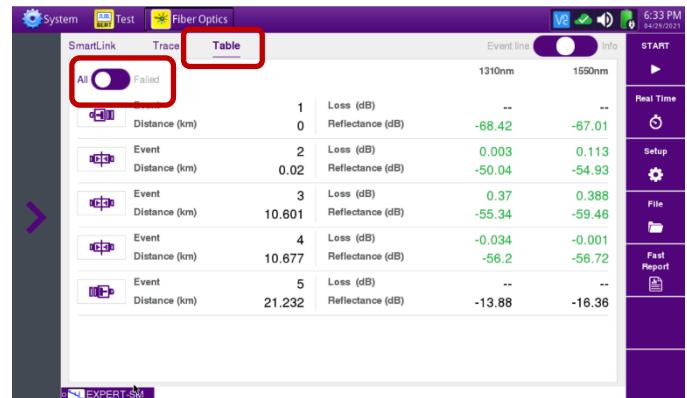 System BERT Test Fiber Optics V2 6:33 PM
04/29/2021
SmartLink Trace Table Event line Info START
All Failed 1310nm 1550nm
Real Time
Event 1 Loss (dB) -- --
Distance (km) 0 Reflectance (dB) -68.42 -67.01
Setup
Event 2 Loss (dB) 0.003 0.113
Distance (km) 0.02 Reflectance (dB) -50.04 -54.93
File
Event 3 Loss (dB) 0.37 0.388
Distance (km) 10.601 Reflectance (dB) -55.34 -59.46
Fast
Report
Event 4 Loss (dB) -0.034 -0.001
Distance (km) 10.677 Reflectance (dB) -56.2 -56.72
Event 5 Loss (dB) -- --
Distance (km) 21.232 Reflectance (dB) -13.88 -16.36
EXPERT-SM